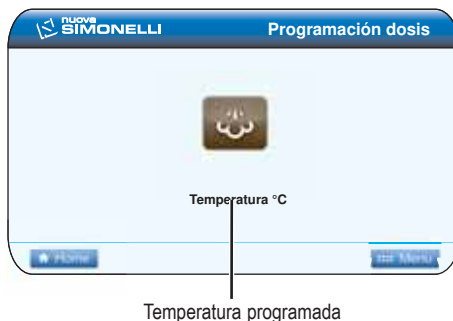 nuova
SIMONELLI
Programación dosis
Temperatura °C
Home
Menu
Temperatura programada